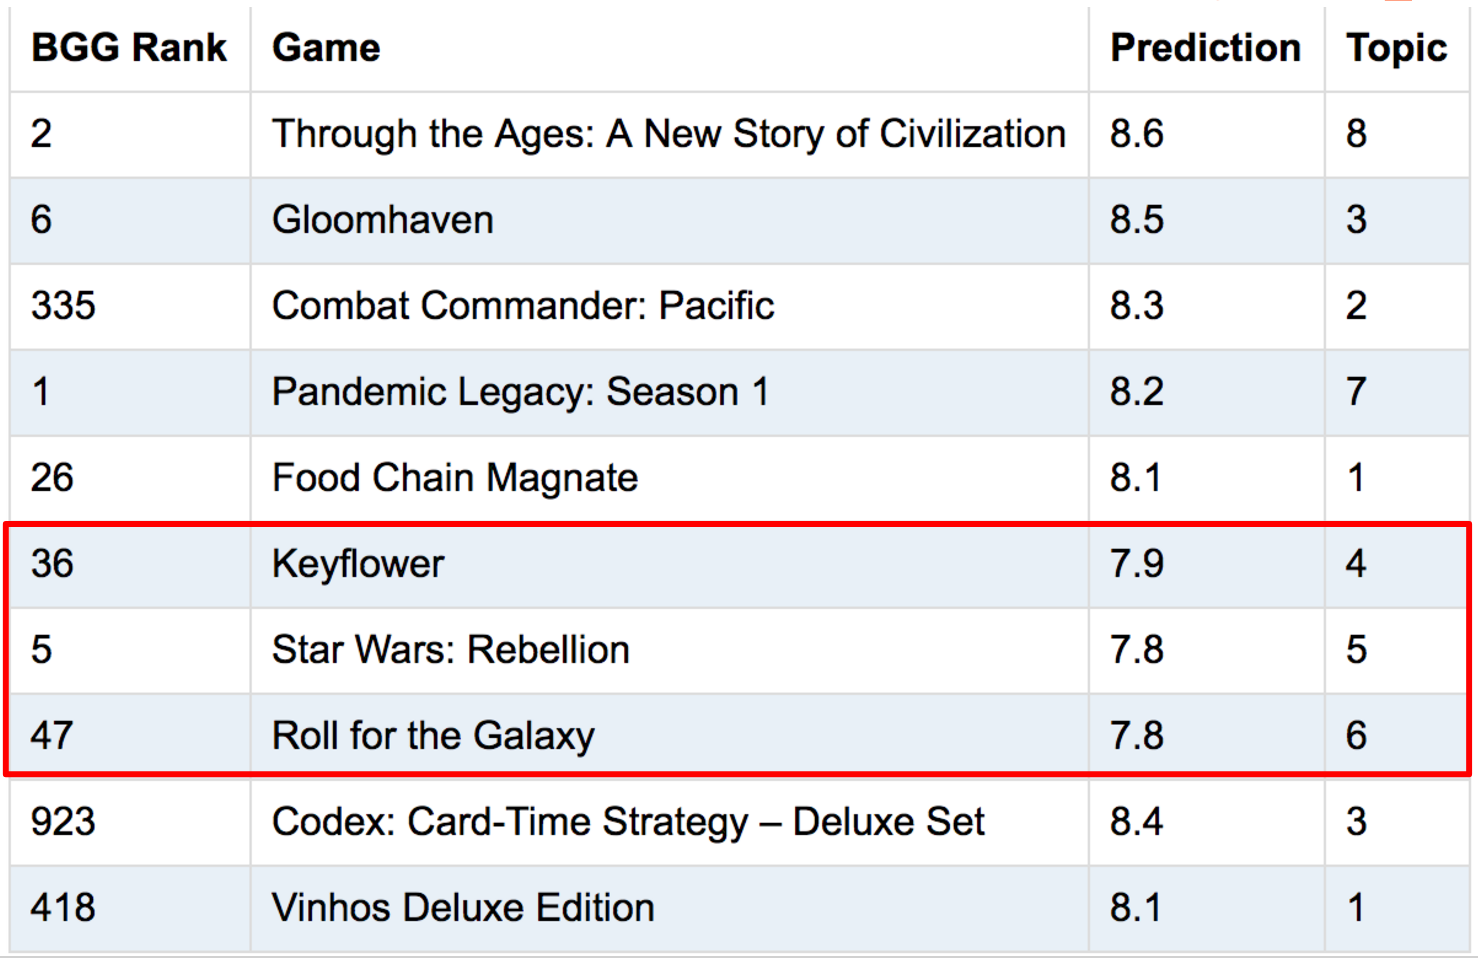 BGG Rank Game Prediction Topic
2 Through the Ages: A New Story of Civilization 8.6 8
6 Gloomhaven 8.5 3
335 Combat Commander: Pacific 8.3 2
1 Pandemic Legacy: Season 1 8.2 7
26 Food Chain Magnate 8.1 1
36 Keyflower 7.9 4
5 Star Wars: Rebellion 7.8 5
47 Roll for the Galaxy 7.8 6
923 Codex: Card-Time Strategy – Deluxe Set 8.4 3
418 Vinhos Deluxe Edition 8.1 1